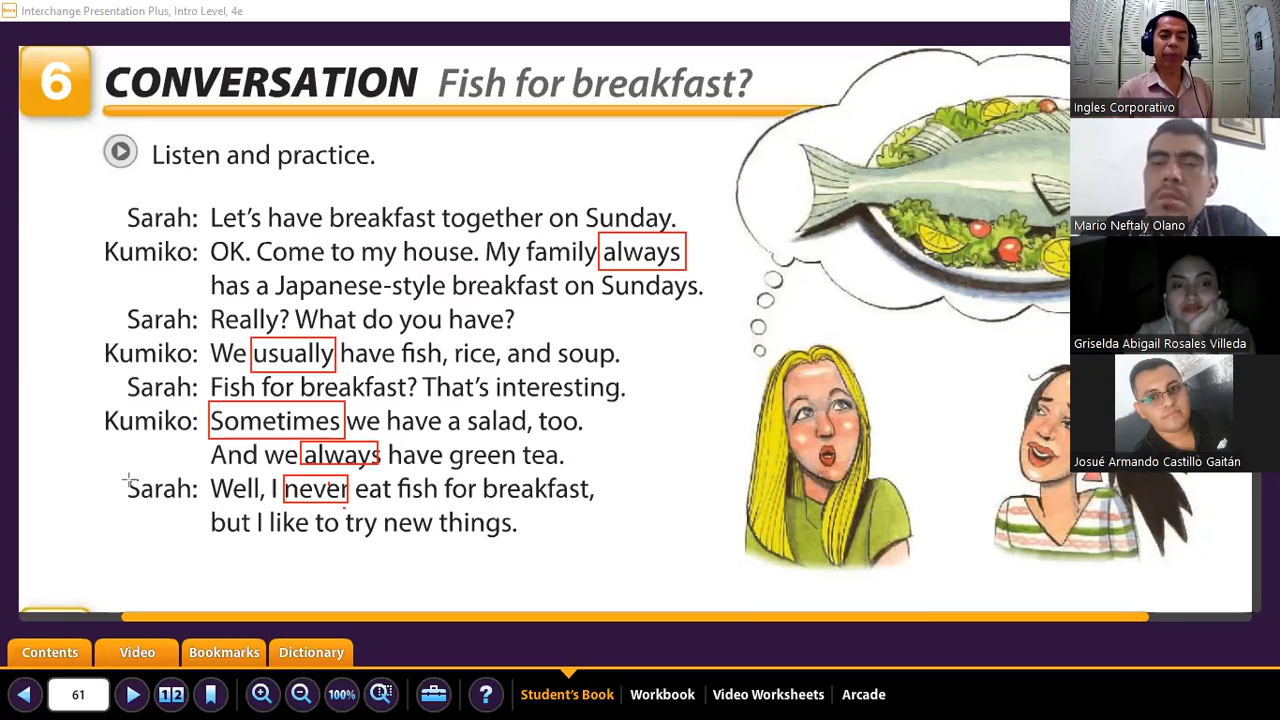 Interchange Presentation Plus, Intro Level, 4e
6 CONVERSATION Fish for breakfast?
Listen and practice.
Sarah: Let's have breakfast together on Sunday.
Kumiko: OK. Come to my house. My family always
has a Japanese-style breakfast on Sundays.
Sarah: Really? What do you have?
Kumiko: We usually have fish, rice, and soup.
Sarah: Fish for breakfast? That's interesting.
Kumiko: Sometimes we have a salad, too.
And we always have green tea.
Sarah: Well, I never eat fish for breakfast,
but I like to try new things.
Ingles Corporativo
Mario Neftaly Olano
Griselda Abigail Rosales Villeda
Josué Armando Castillo Gaitán
Contents Video Bookmarks Dictionary
61 1 2 100% ? Student's Book Workbook Video Worksheets Arcade